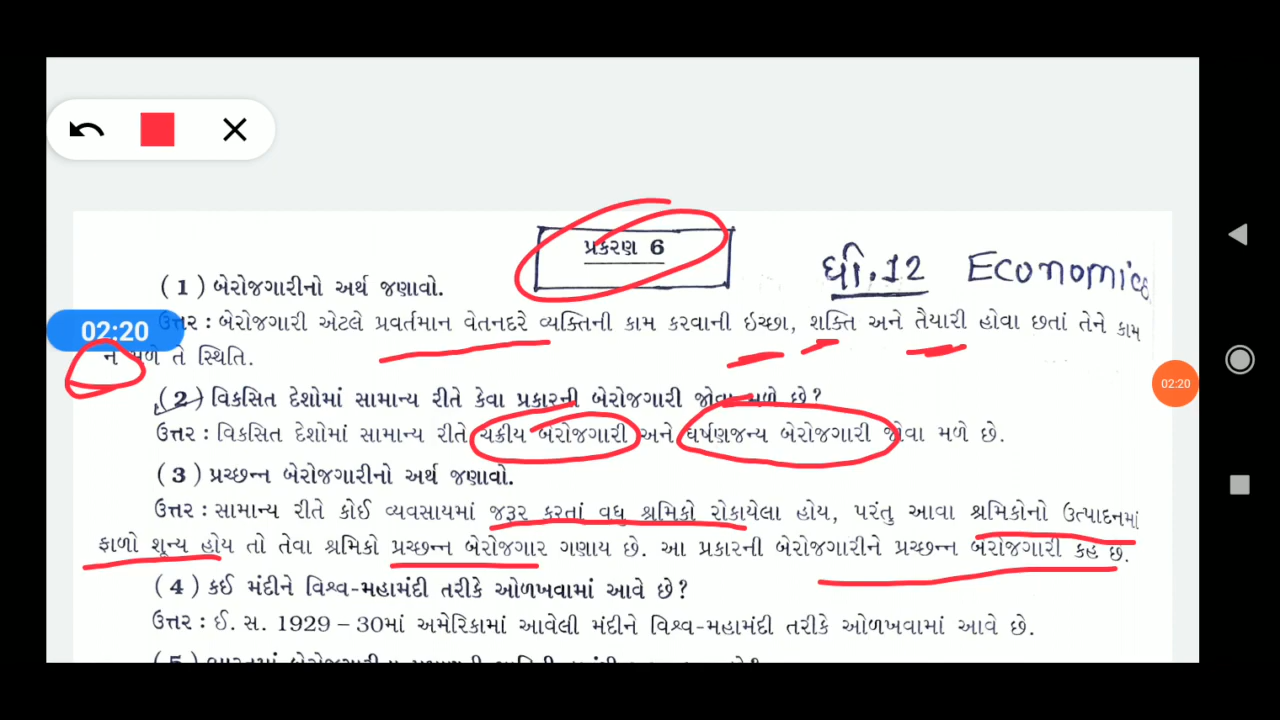 પ્રકરણ 6
ધો.12 Economics
(1) બેરોજગારીનો અર્થ જણાવો.
ઉત્તર : બેરોજગારી એટલે પ્રવર્તમાન વેતનદરે વ્યક્તિની કામ કરવાની ઇચ્છા, શક્તિ અને તૈયારી હોવા છતાં તેને કામ
02:20
02:20
ન મળે તે સ્થિતિ.
(2) વિકસિત દેશોમાં સામાન્ય રીતે કેવા પ્રકારની બેરોજગારી જોવા મળે છે?
ઉત્તર : વિકસિત દેશોમાં સામાન્ય રીતે ચક્રીય બેરોજગારી અને ઘર્ષણજન્ય બેરોજગારી જોવા મળે છે.
(3) પ્રચ્છન્ન બેરોજગારીનો અર્થ જણાવો.
ઉત્તર : સામાન્ય રીતે કોઈ વ્યવસાયમાં જરૂર કરતાં વધુ શ્રમિકો રોકાયેલા હોય, પરંતુ આવા શ્રમિકોનો ઉત્પાદનમાં
ફાળો શૂન્ય હોય તો તેવા શ્રમિકો પ્રચ્છન્ન બેરોજગાર ગણાય છે. આ પ્રકારની બેરોજગારીને પ્રચ્છન્ન બેરોજગારી કહે છે.
(4) કઈ મંદીને વિશ્વ-મહામંદી તરીકે ઓળખવામાં આવે છે?
ઉત્તર : ઈ. સ. 1929 – 30માં અમેરિકામાં આવેલી મંદીને વિશ્વ-મહામંદી તરીકે ઓળખવામાં આવે છે.